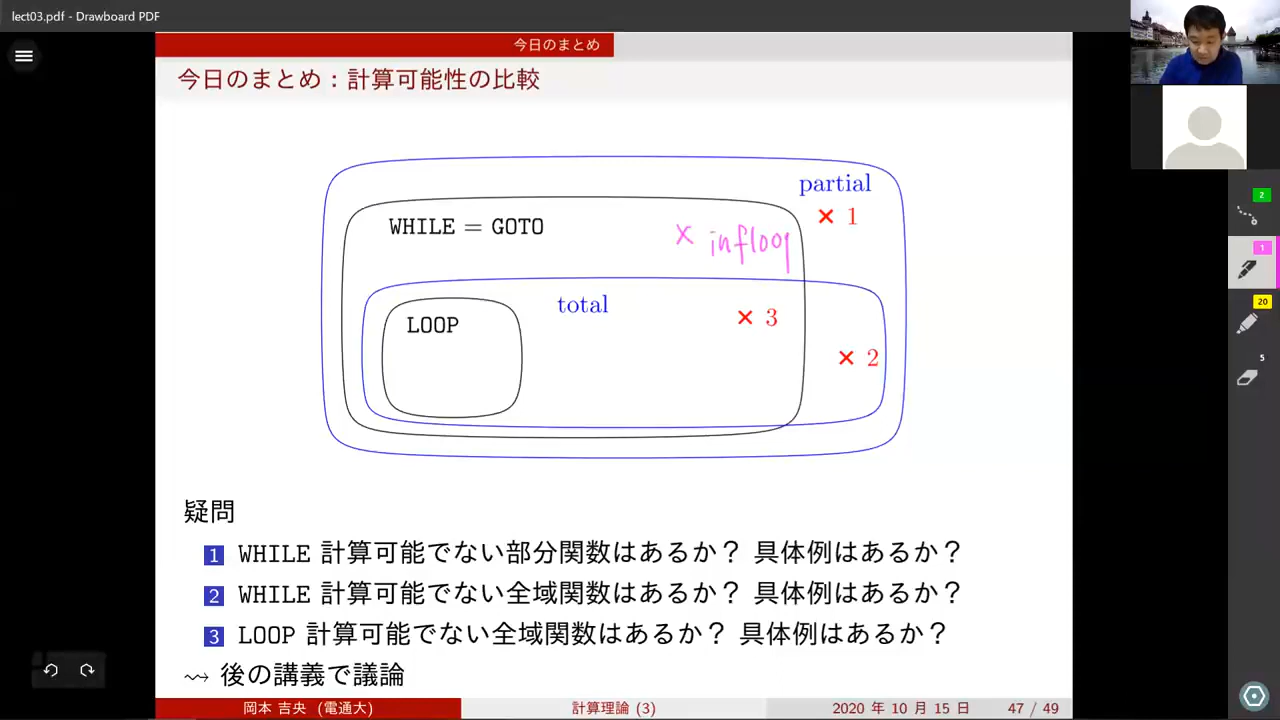 lect03.pdf - Drawboard PDF
今日のまとめ
今日のまとめ：計算可能性の比較
partial
× 1
WHILE = GOTO
× infloop
total
× 3
LOOP
× 2
疑問
1 WHILE 計算可能でない部分関数はあるか？ 具体例はあるか？
2 WHILE 計算可能でない全域関数はあるか？ 具体例はあるか？
3 LOOP 計算可能でない全域関数はあるか？ 具体例はあるか？
⇝ 後の講義で議論
岡本 吉央 (電通大) 計算理論 (3) 2020 年 10 月 15 日 47 / 49
2
1
20
5